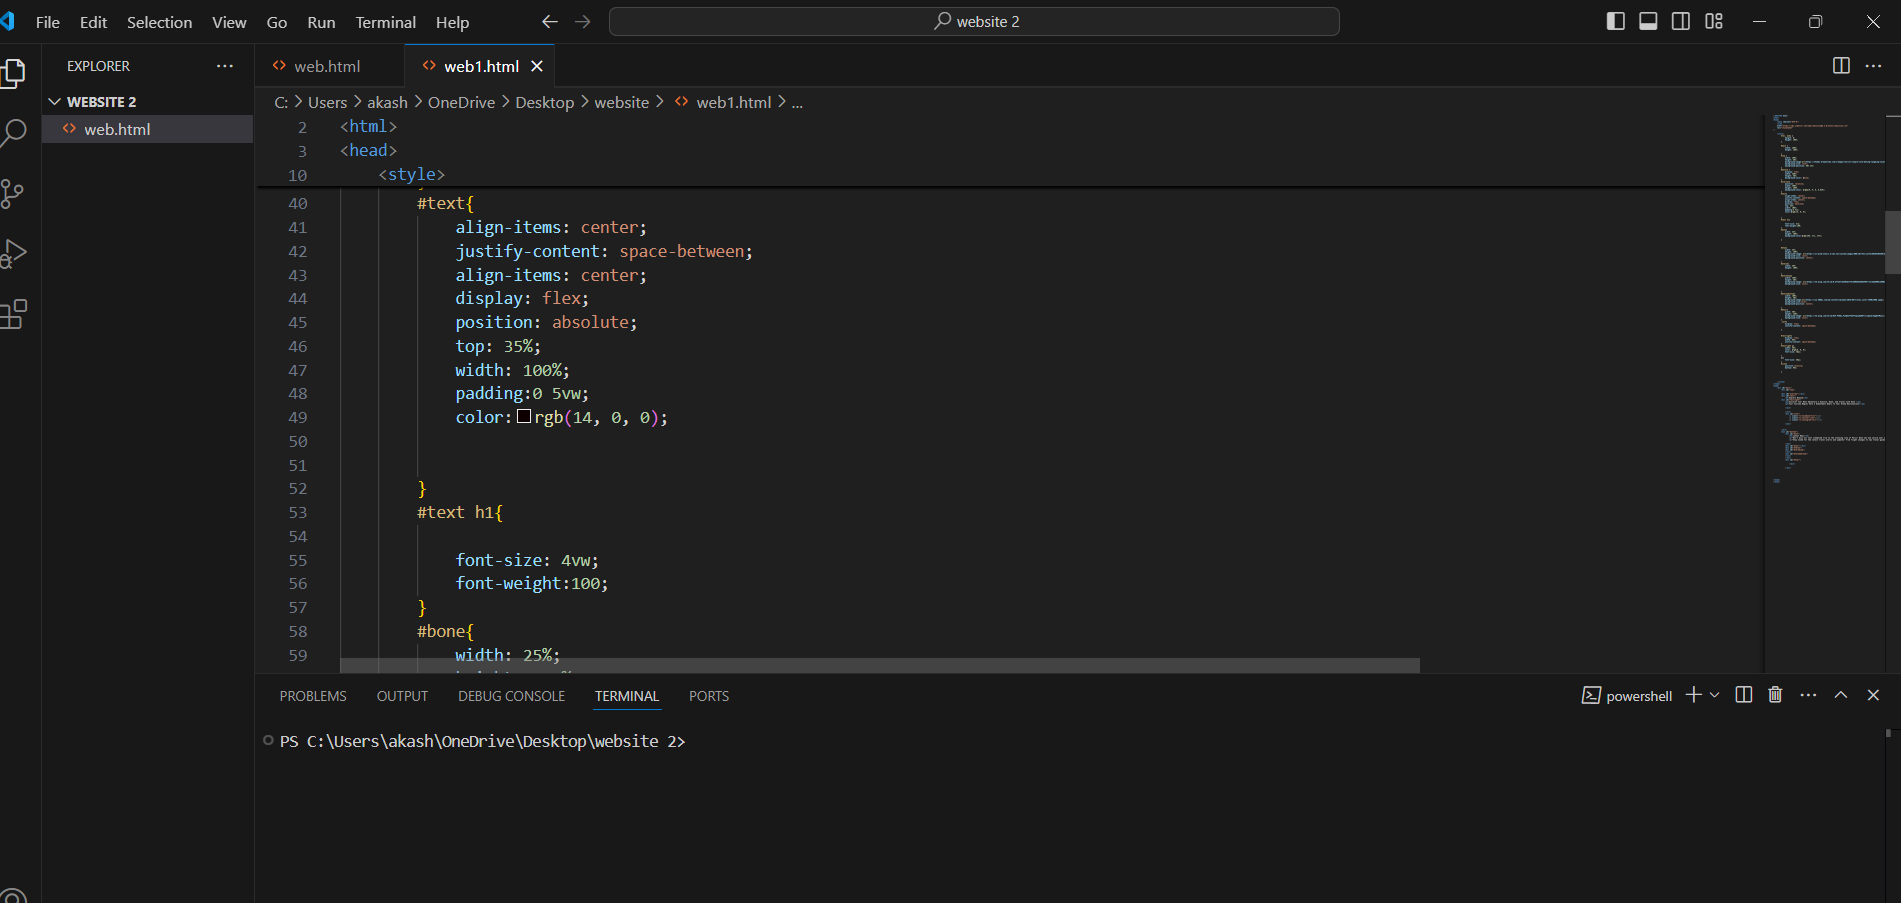 File Edit Selection View Go Run Terminal Help
website 2
EXPLORER
web.html
web1.html
WEBSITE 2
web.html
C: > Users > akash > OneDrive > Desktop > website > web1.html > ...
2 <html>
3 <head>
10 <style>
40 #text{
41 align-items: center;
42 justify-content: space-between;
43 align-items: center;
44 display: flex;
45 position: absolute;
46 top: 35%;
47 width: 100%;
48 padding:0 5vw;
49 color: rgb(14, 0, 0);
50
51
52 }
53 #text h1{
54
55 font-size: 4vw;
56 font-weight:100;
57 }
58 #bone{
59 width: 25%;
PROBLEMS OUTPUT DEBUG CONSOLE TERMINAL PORTS
powershell
PS C:\Users\akash\OneDrive\Desktop\website 2>